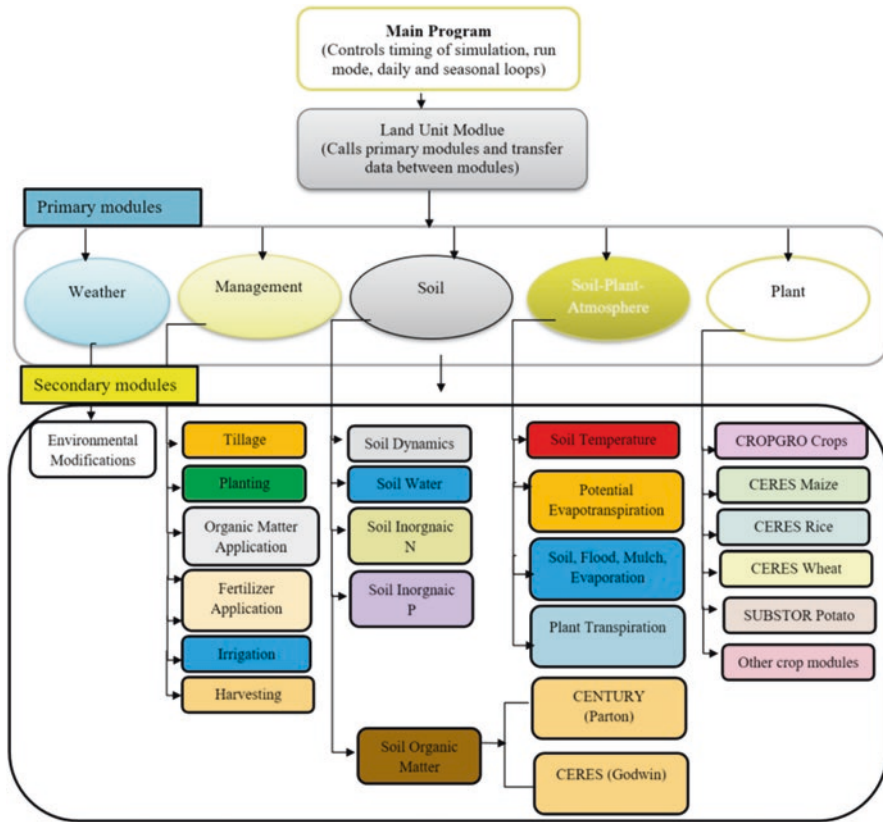 Main Program
(Controls timing of simulation, run
mode, daily and seasonal loops)
Land Unit Modlue
(Calls primary modules and transfer
data between modules)
Primary modules
Weather
Management
Soil
Soil-Plant-
Atmosphere
Plant
Secondary modules
Environmental
Modifications
Tillage
Planting
Organic Matter
Application
Fertilizer
Application
Irrigation
Harvesting
Soil Dynamics
Soil Water
Soil Inorgnaic
N
Soil Inorgnaic
P
Soil Organic
Matter
CENTURY
(Parton)
CERES (Godwin)
Soil Temperature
Potential
Evapotranspiration
Soil, Flood, Mulch,
Evaporation
Plant Transpiration
CROPGRO Crops
CERES Maize
CERES Rice
CERES Wheat
SUBSTOR Potato
Other crop modules